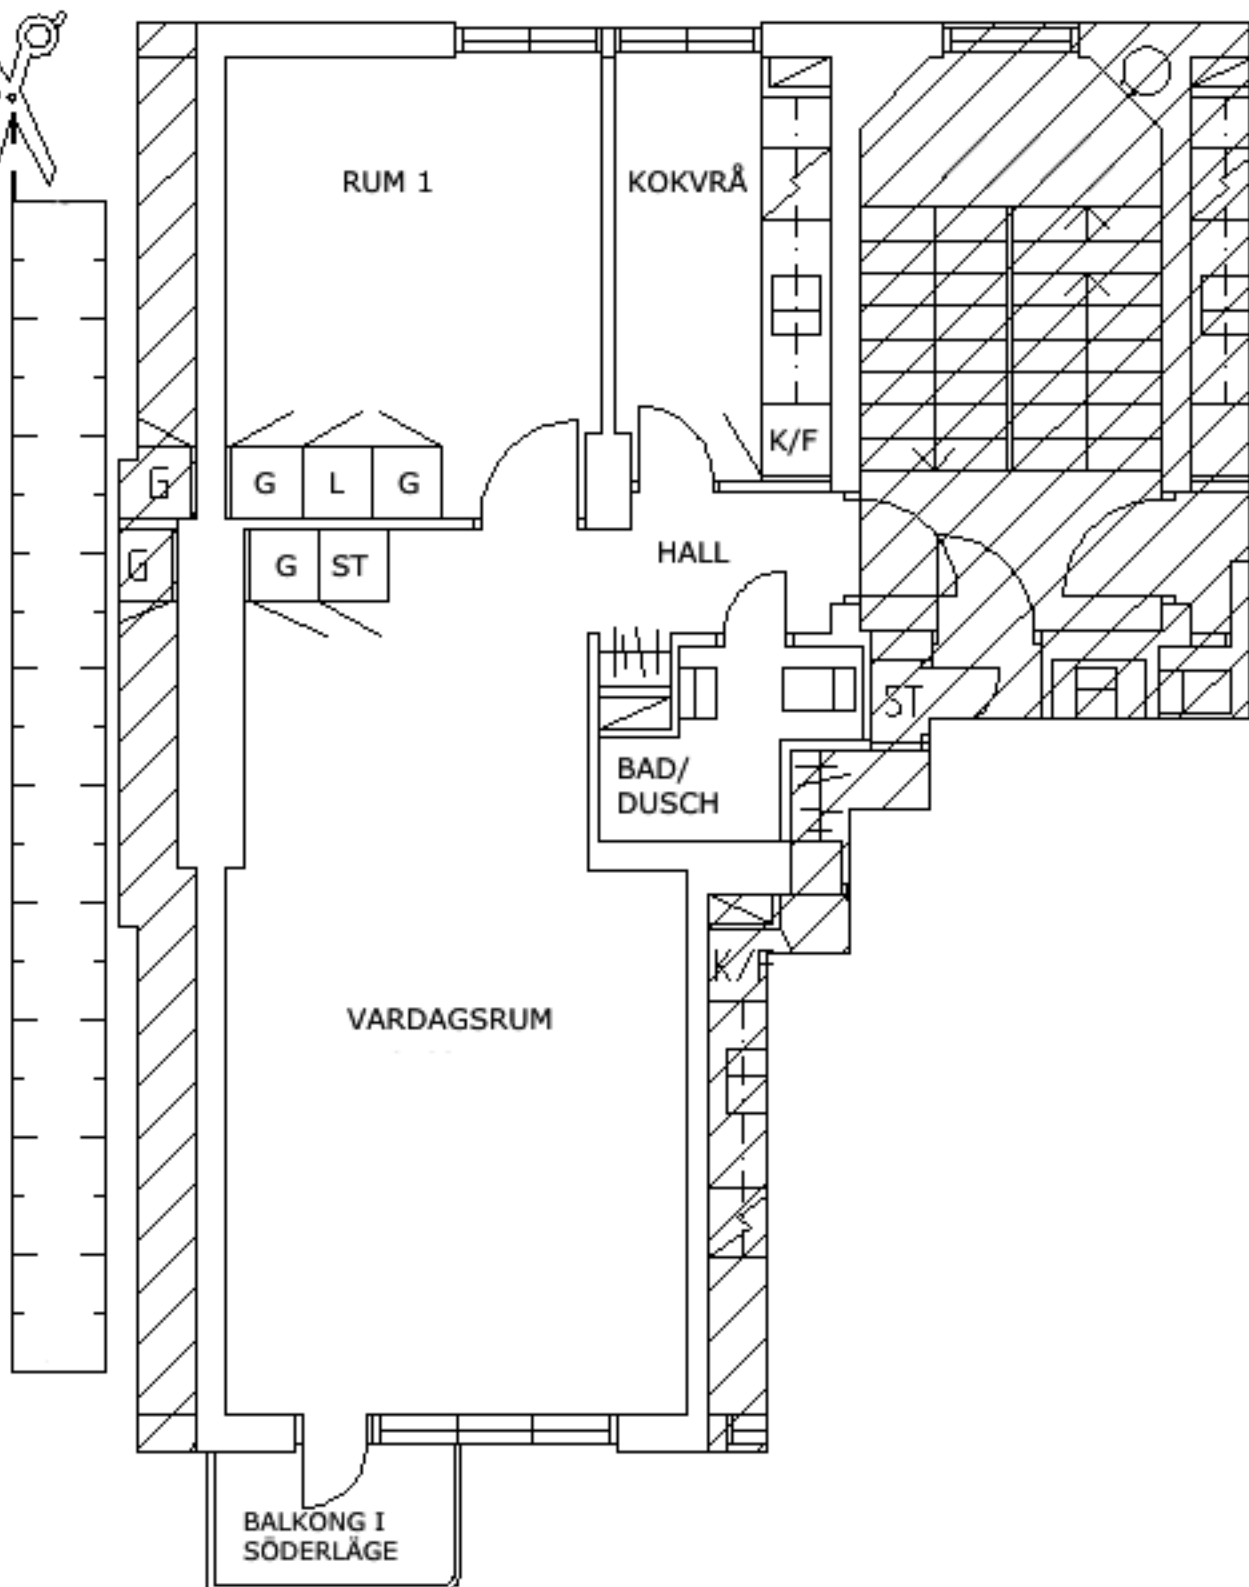 RUM 1
KOKVRÅ
K/F
G
G L G
G
G ST
HALL
ST
BAD/
DUSCH
K/F
VARDAGSRUM
BALKONG I
SÖDERLÄGE